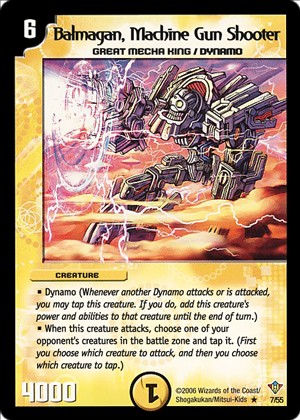 6
Balmagan, Machine Gun Shooter
GREAT MECHA KING / DYNAMO
CREATURE
▪ Dynamo (Whenever another Dynamo attacks or is attacked,
you may tap this creature. If you do, add this creature's
power and abilities to that creature until the end of turn.)
▪ When this creature attacks, choose one of your
opponent's creatures in the battle zone and tap it. (First
you choose which creature to attack, and then you choose
which creature to tap.)
4000
1
©2006 Wizards of the Coast/
Shogakukan/Mitsui-Kids ★ 7/55